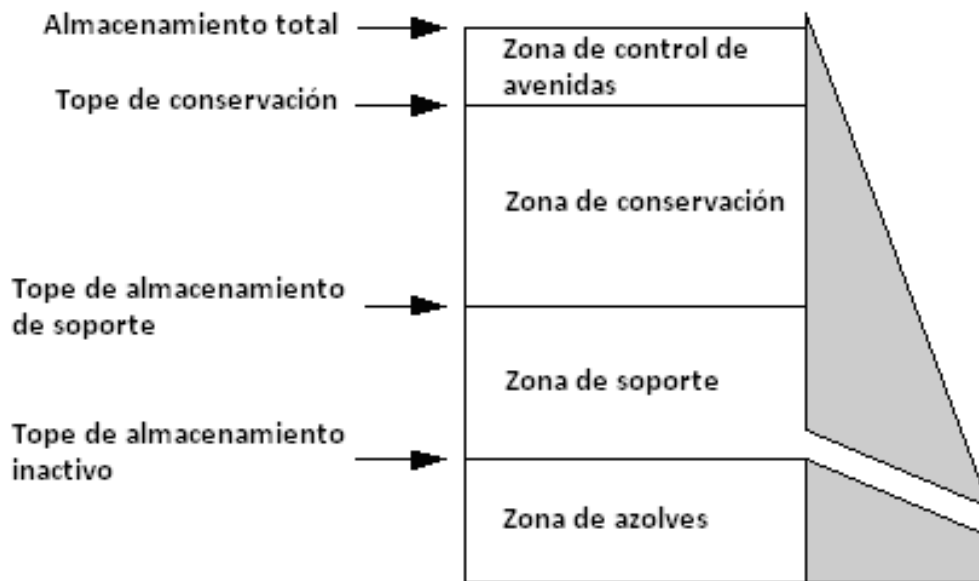 Almacenamiento total
Zona de control de
avenidas
Tope de conservación
Zona de conservación
Tope de almacenamiento
de soporte
Zona de soporte
Tope de almacenamiento
inactivo
Zona de azolves